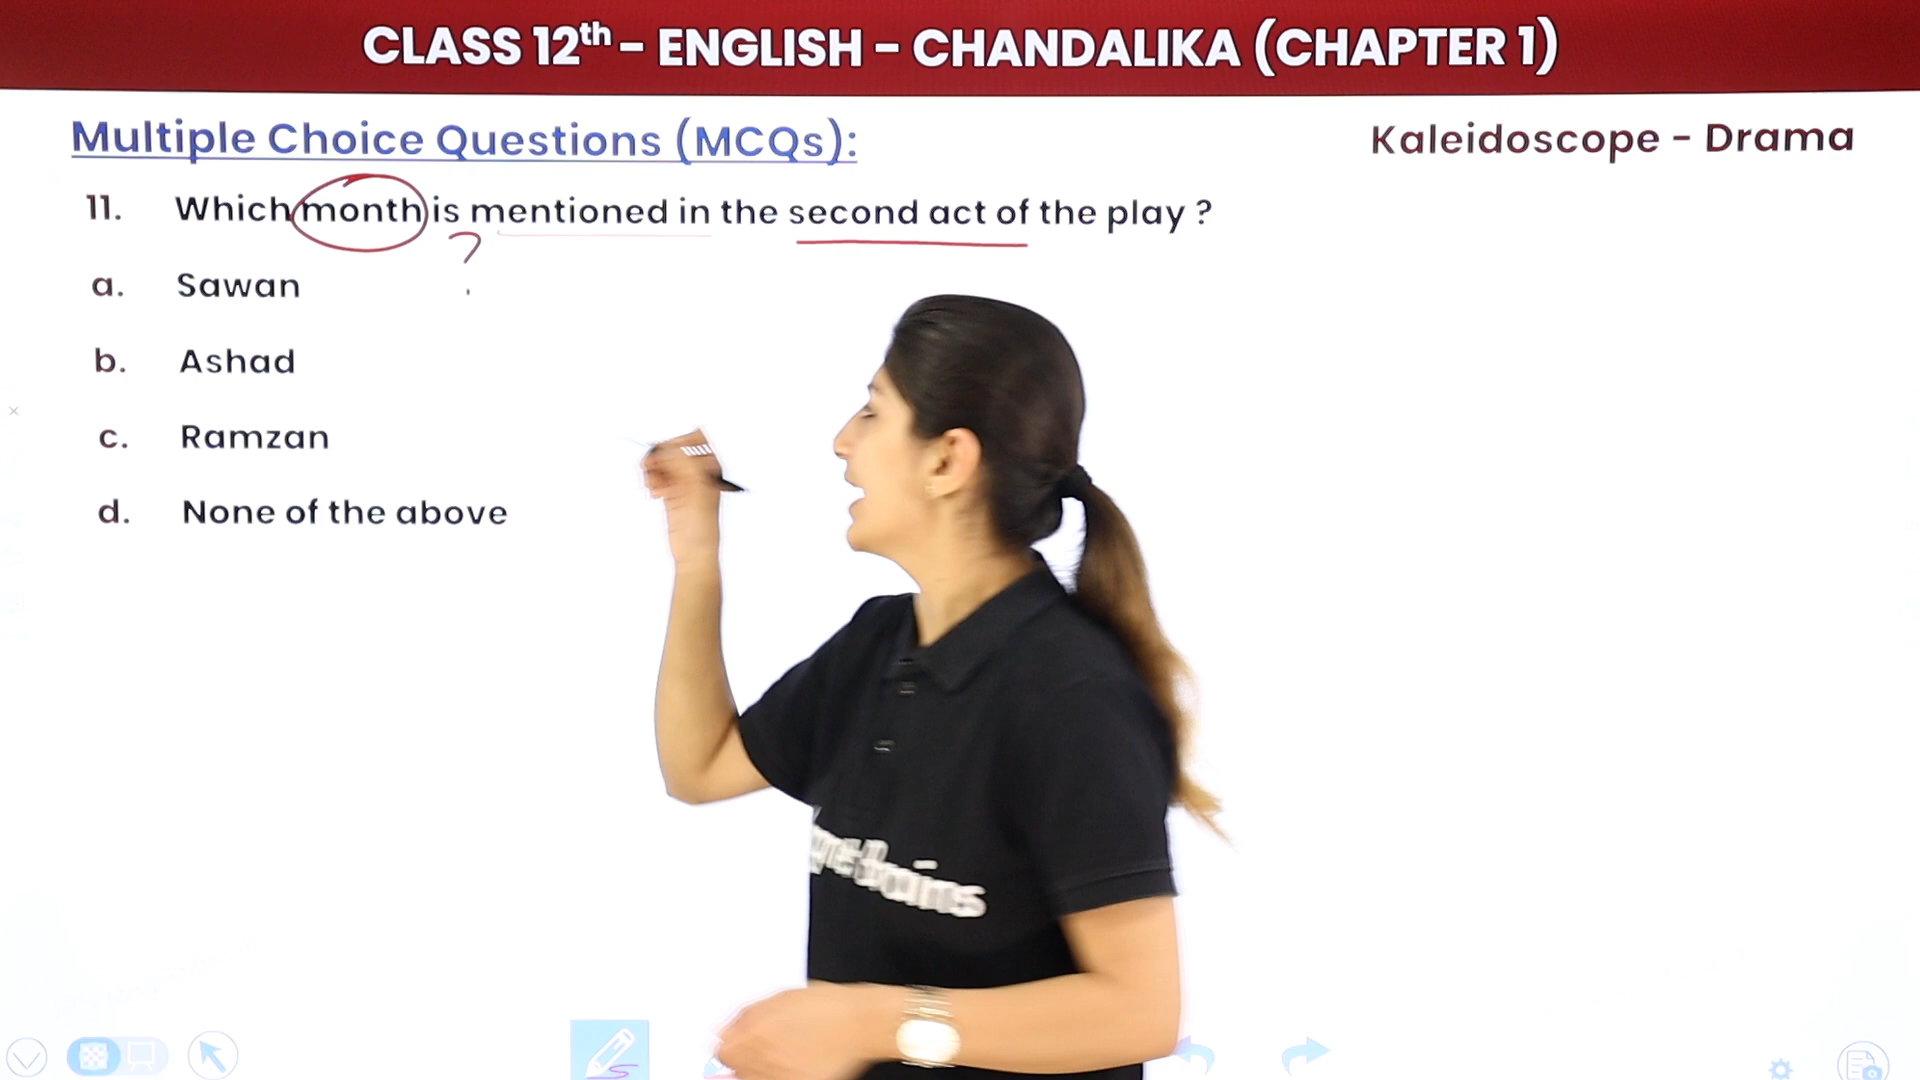 CLASS 12th - ENGLISH - CHANDALIKA (CHAPTER 1)
Multiple Choice Questions (MCQs):
Kaleidoscope - Drama
11. Which month is mentioned in the second act of the play ?
?
a. Sawan
b. Ashad
c. Ramzan
d. None of the above
Brains